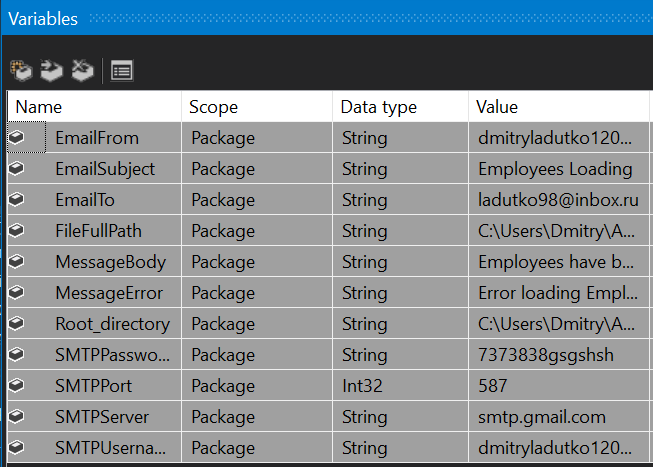 Variables
Name Scope Data type Value
EmailFrom Package String dmitryladutko120...
EmailSubject Package String Employees Loading
EmailTo Package String ladutko98@inbox.ru
FileFullPath Package String C:\Users\Dmitry\A...
MessageBody Package String Employees have b...
MessageError Package String Error loading Empl...
Root_directory Package String C:\Users\Dmitry\A...
SMTPPasswo... Package String 7373838gsgshsh
SMTPPort Package Int32 587
SMTPServer Package String smtp.gmail.com
SMTPUserna... Package String dmitryladutko120...